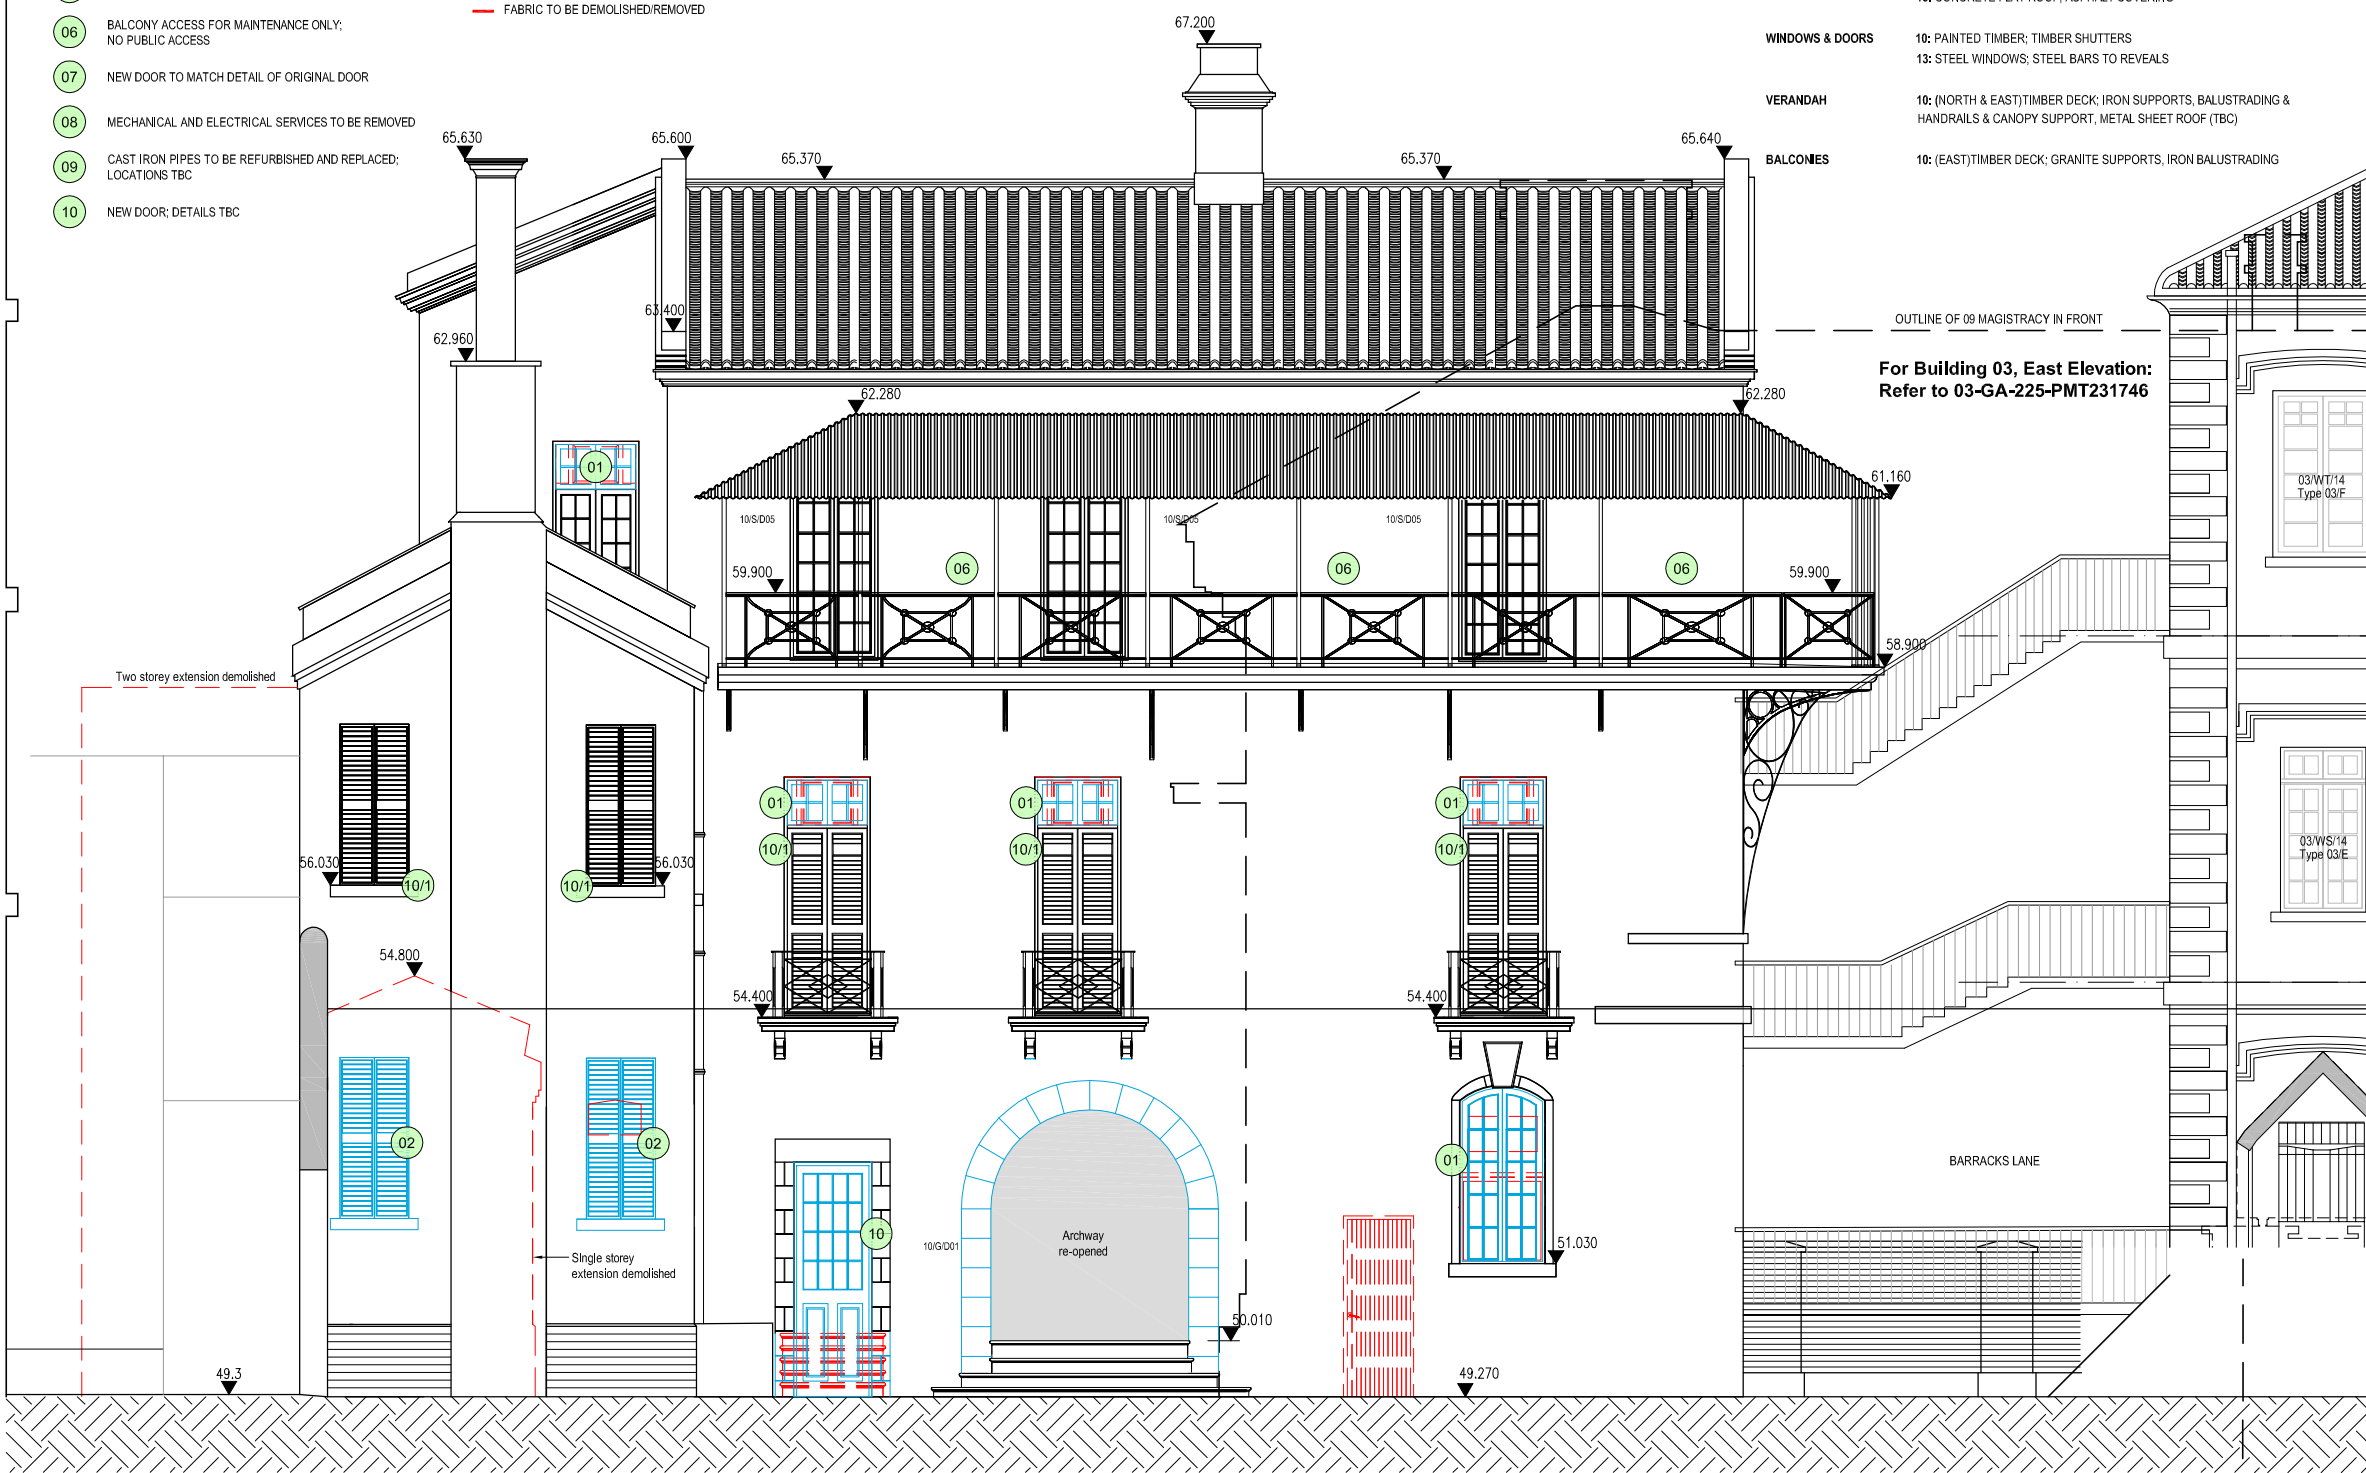 FABRIC TO BE DEMOLISHED/REMOVED
06 BALCONY ACCESS FOR MAINTENANCE ONLY;
NO PUBLIC ACCESS
07 NEW DOOR TO MATCH DETAIL OF ORIGINAL DOOR
08 MECHANICAL AND ELECTRICAL SERVICES TO BE REMOVED
09 CAST IRON PIPES TO BE REFURBISHED AND REPLACED;
LOCATIONS TBC
10 NEW DOOR; DETAILS TBC
WINDOWS & DOORS 10: PAINTED TIMBER; TIMBER SHUTTERS
13: STEEL WINDOWS; STEEL BARS TO REVEALS
VERANDAH 10: (NORTH & EAST)TIMBER DECK; IRON SUPPORTS, BALUSTRADING &
HANDRAILS & CANOPY SUPPORT, METAL SHEET ROOF (TBC)
BALCONIES 10: (EAST)TIMBER DECK; GRANITE SUPPORTS, IRON BALUSTRADING
67.200
65.630
65.600
65.370
65.370
65.640
63.400
62.960
OUTLINE OF 09 MAGISTRACY IN FRONT
For Building 03, East Elevation:
Refer to 03-GA-225-PMT231746
62.280
62.280
01
61.160
03/WT/14
Type 03/F
10/S/D05
10/S/D05
10/S/D05
59.900
06
06
06
59.900
58.900
Two storey extension demolished
01
01
01
10/1
10/1
10/1
03/WS/14
Type 03/E
56.030
10/1
10/1
56.030
54.800
54.400
54.400
02
02
01
BARRACKS LANE
10
10/G/D01
Archway
re-opened
51.030
Single storey
extension demolished
50.010
49.3
49.270